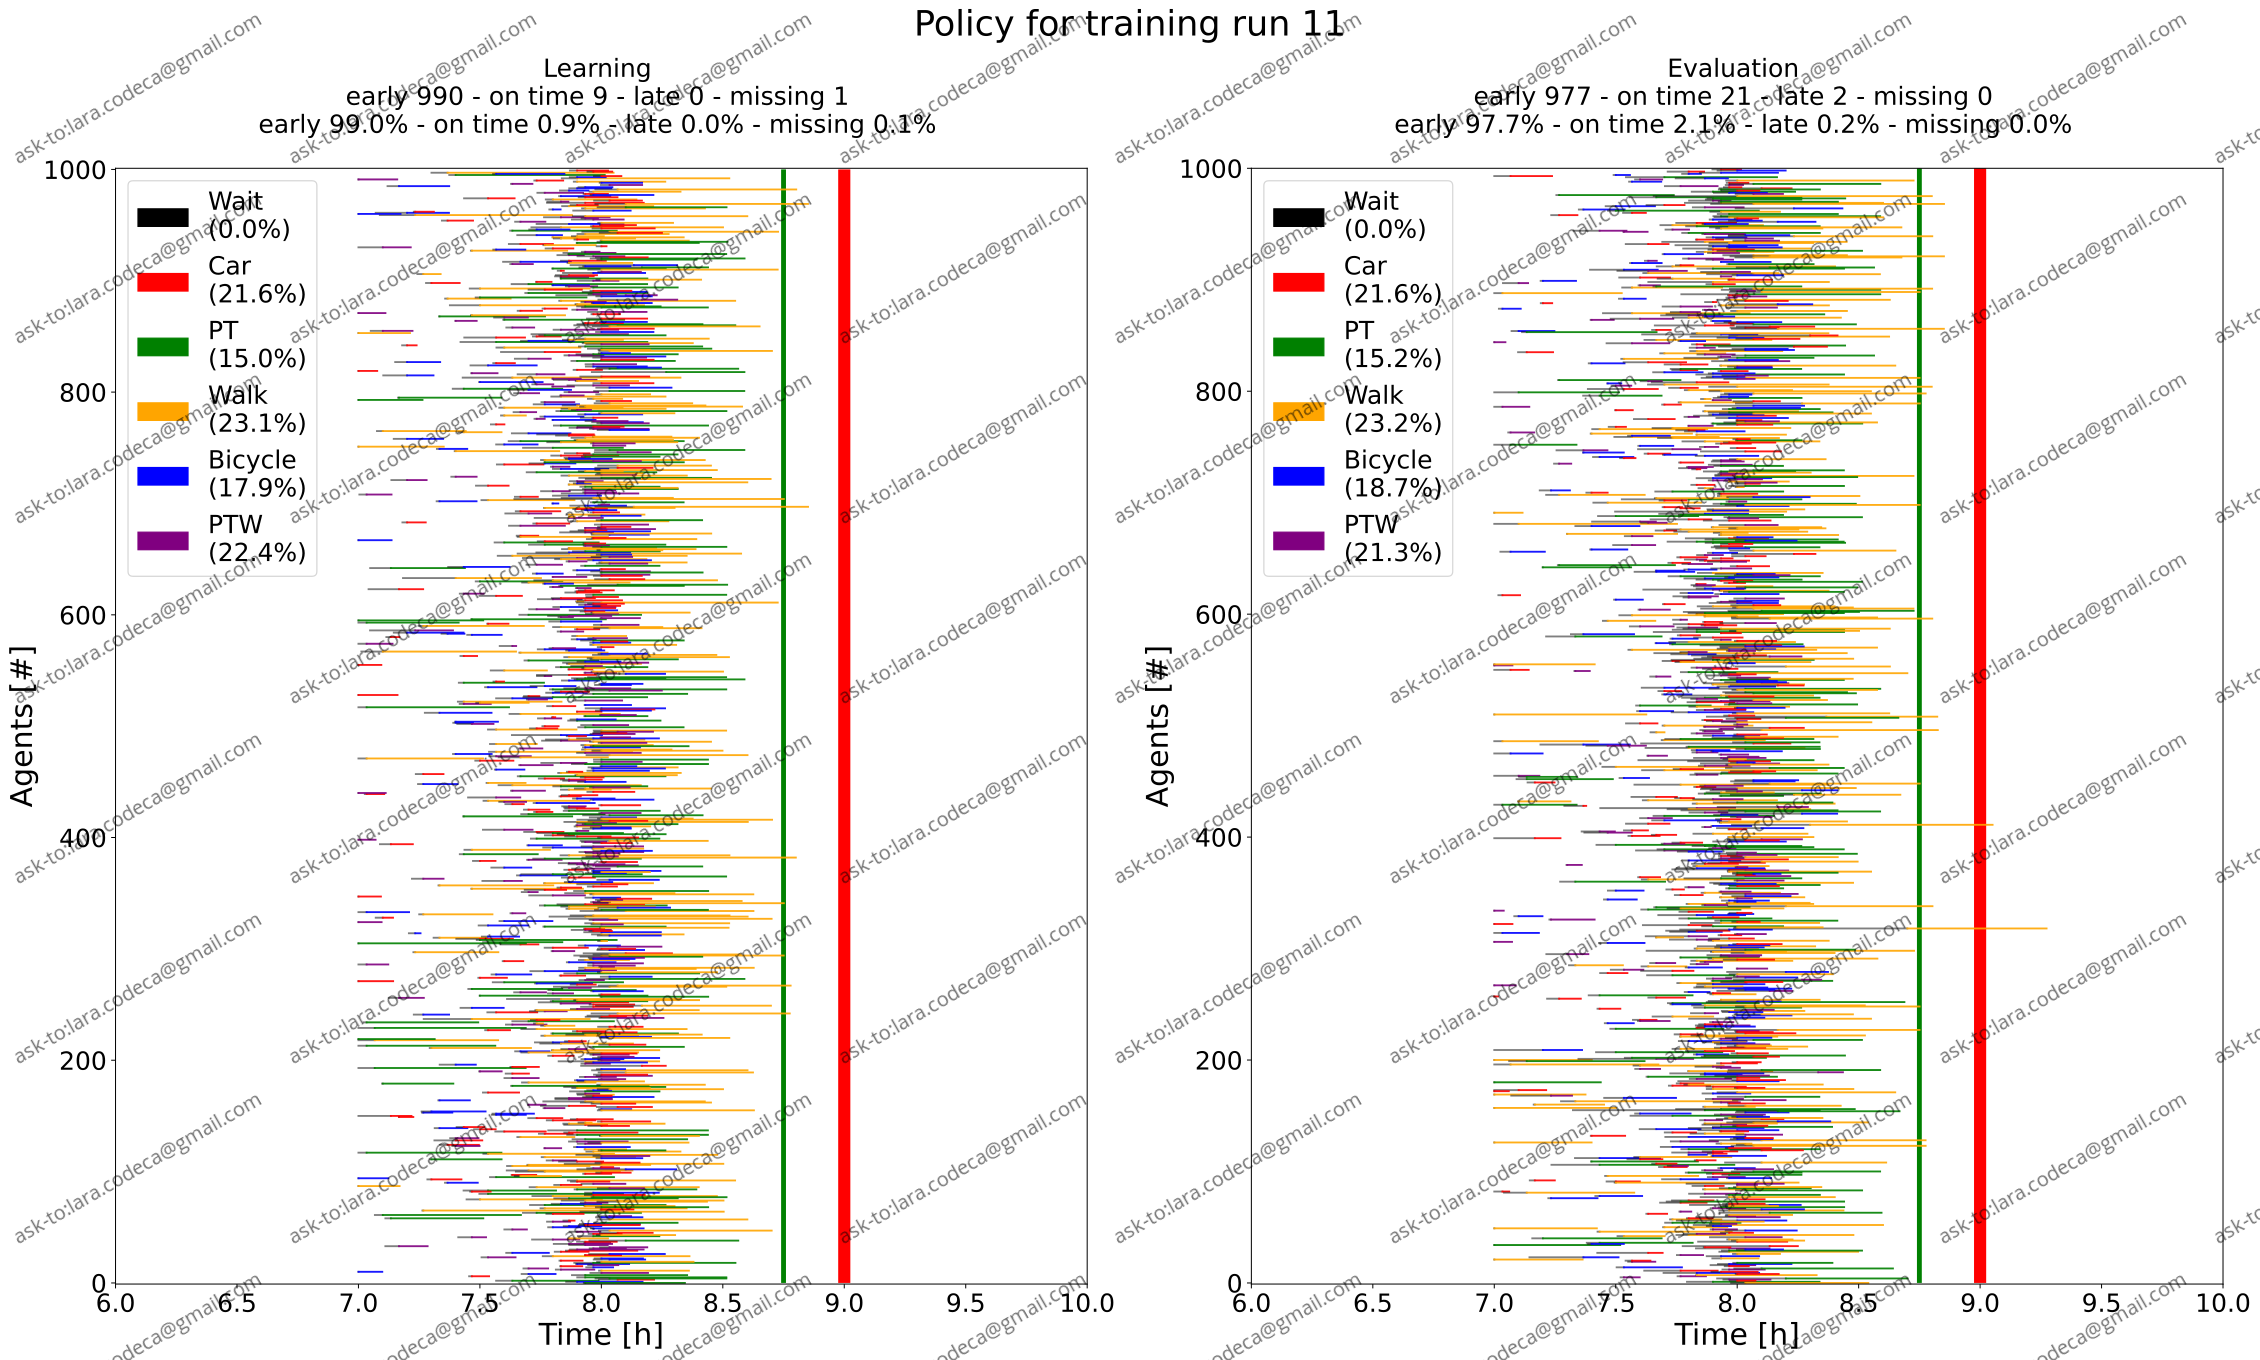 Policy for training run 11
Learning
early 990 - on time 9 - late 0 - missing 1
early 99.0% - on time 0.9% - late 0.0% - missing 0.1%
Wait
(0.0%)
Car
(21.6%)
PT
(15.0%)
Walk
(23.1%)
Bicycle
(17.9%)
PTW
(22.4%)
1000
800
600
400
200
0
Agents [#]
6.0 6.5 7.0 7.5 8.0 8.5 9.0 9.5 10.0
Time [h]
Evaluation
early 977 - on time 21 - late 2 - missing 0
early 97.7% - on time 2.1% - late 0.2% - missing 0.0%
Wait
(0.0%)
Car
(21.6%)
PT
(15.2%)
Walk
(23.2%)
Bicycle
(18.7%)
PTW
(21.3%)
1000
800
600
400
200
0
Agents [#]
6.0 6.5 7.0 7.5 8.0 8.5 9.0 9.5 10.0
Time [h]
ask-to:lara.codeca@gmail.com